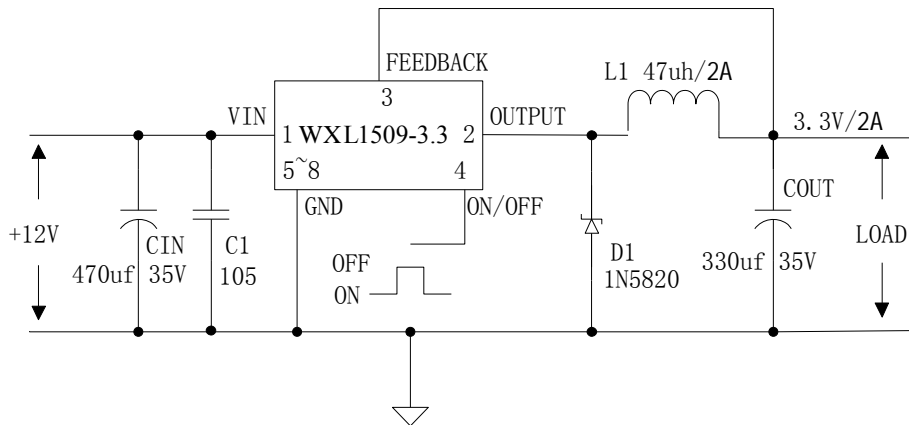 FEEDBACK
L1 47uh/2A
3
VIN
OUTPUT
3.3V/2A
1 WXL1509-3.3 2
5~8
4
GND
ON/OFF
COUT
+12V
CIN
C1
470uf 35V
105
OFF
ON
D1
1N5820
330uf 35V
LOAD